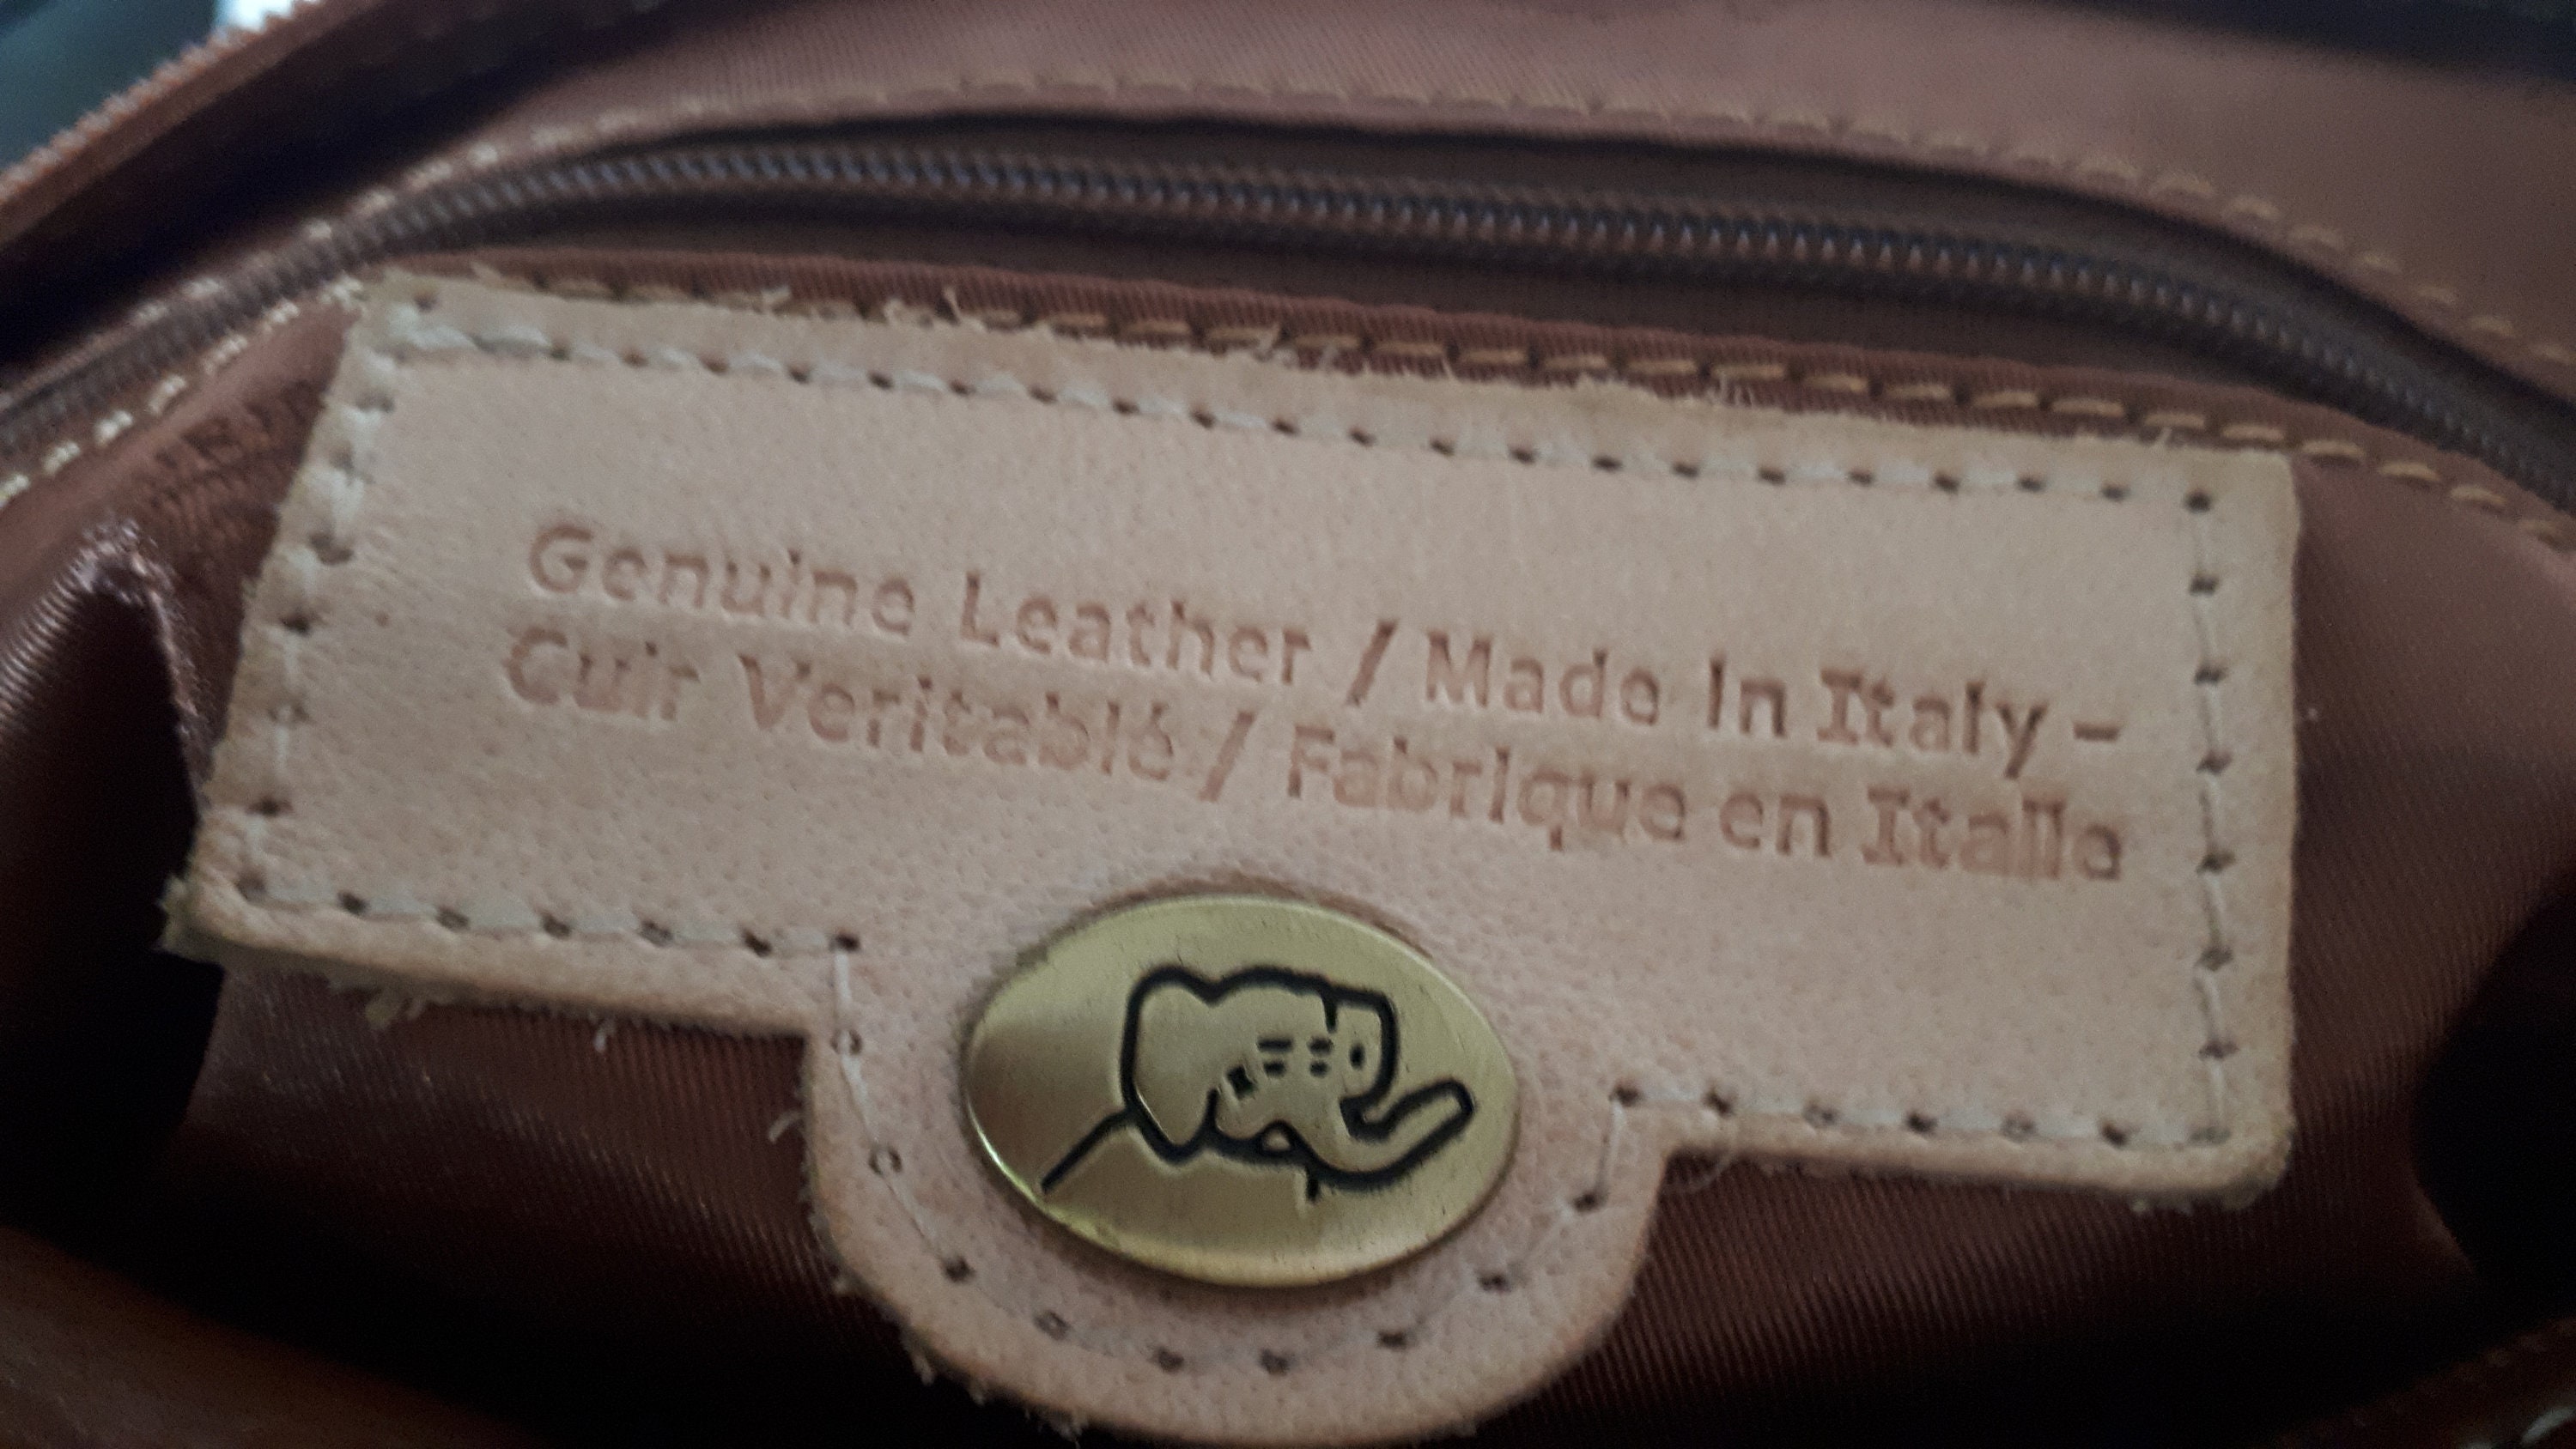 Genuine Leather / Made in Italy –
Cuir Veritablé / Fabrique en Italie